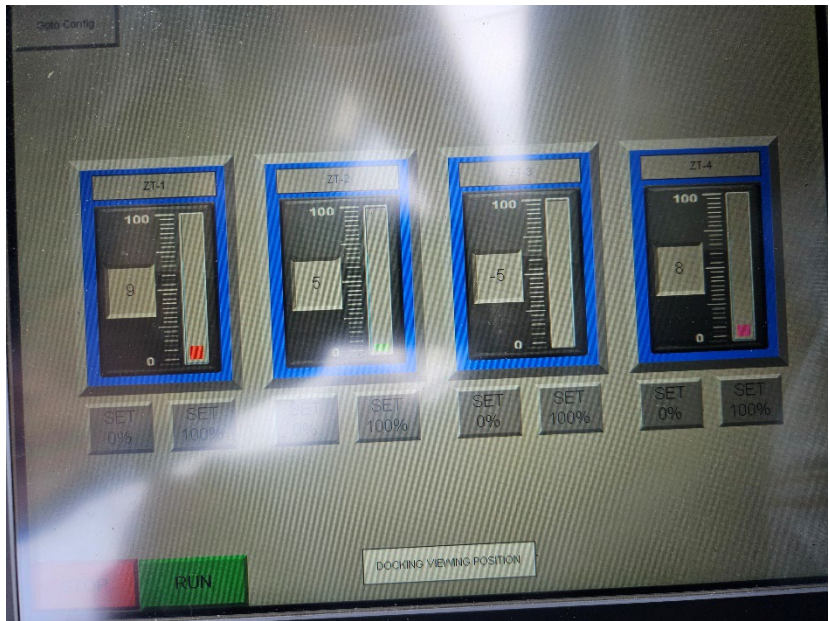 Goto Config
ZT-1
100
9
0
SET
0%
SET
100%
ZT-2
100
5
0
SET
100%
ZT-3
100
-5
0
SET
0%
SET
100%
ZT-4
100
8
0
SET
0%
SET
100%
RUN
DOCKING VIEWING POSITION